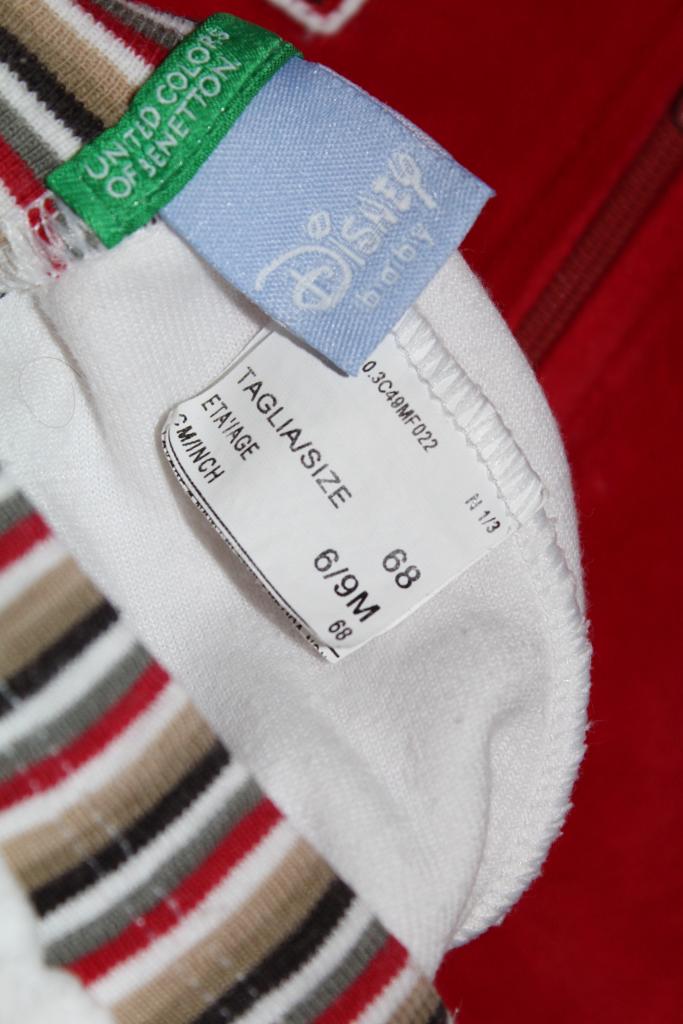 UNITED COLORS
OF BENETTON
DISNEY
baby
0.3C49MF022
N 1/3
TAGLIA/SIZE 68
ETA'/AGE 6/9M
CM/INCH 68